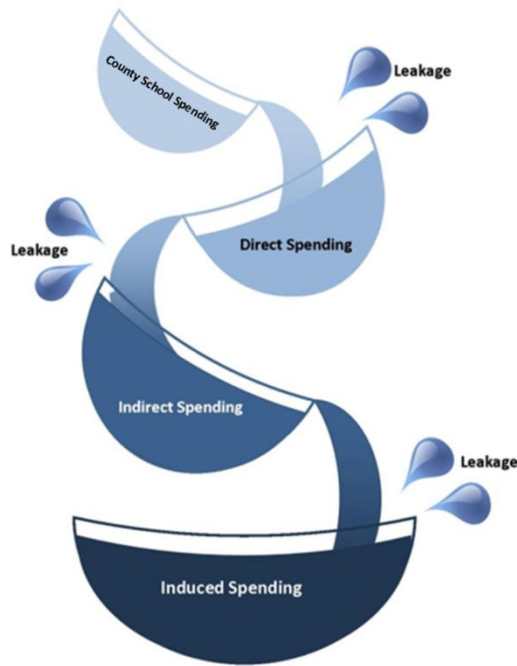 County School Spending
Leakage
Direct Spending
Leakage
Indirect Spending
Leakage
Induced Spending